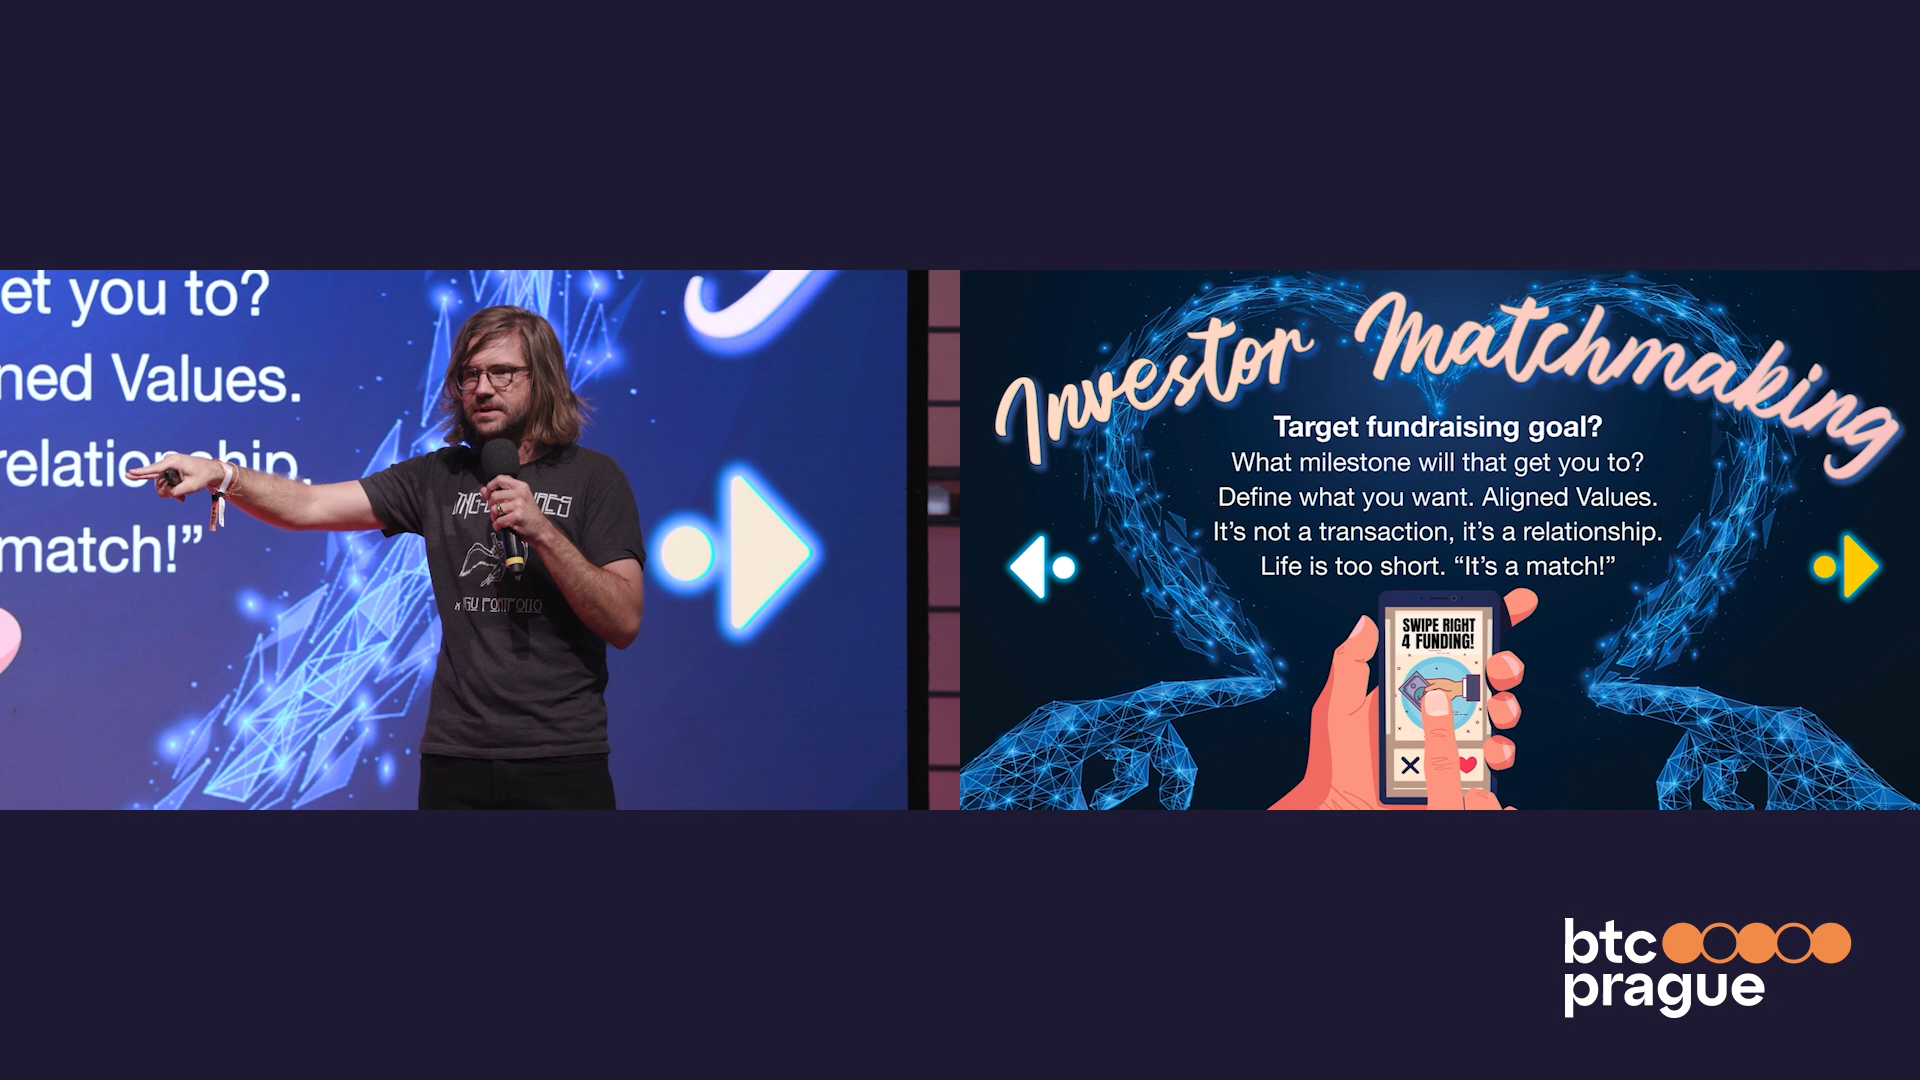 et you to?
ned Values.
relationship.
match!”
Investor Matchmaking
Target fundraising goal?
What milestone will that get you to?
Define what you want. Aligned Values.
It’s not a transaction, it’s a relationship.
Life is too short. “It’s a match!”
SWIPE RIGHT
4 FUNDING!
btc
prague